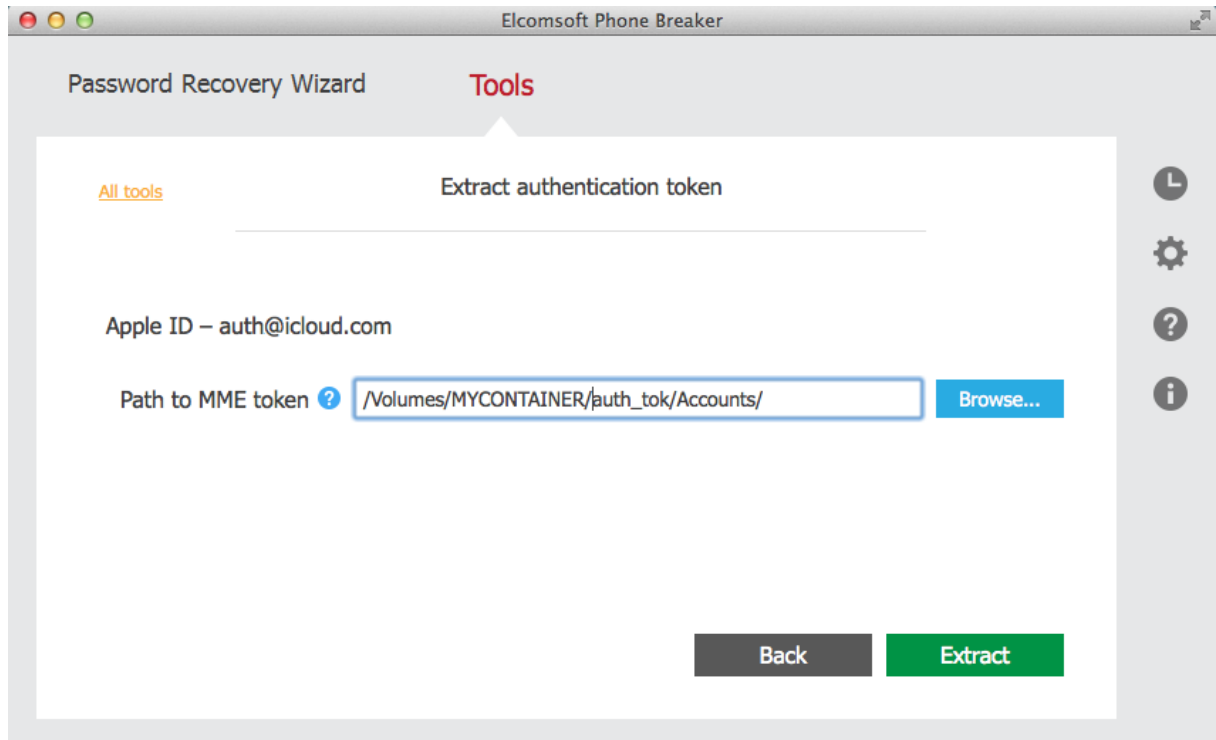 Elcomsoft Phone Breaker
Password Recovery Wizard
Tools
All tools
Extract authentication token
Apple ID – auth@icloud.com
Path to MME token ? /Volumes/MYCONTAINER/auth_tok/Accounts/ Browse...
Back Extract